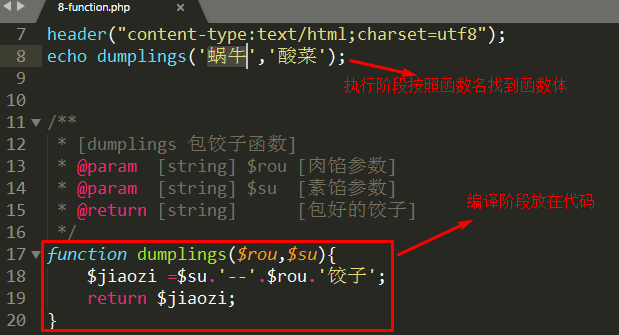 8-function.php ×
7 header("content-type:text/html;charset=utf8");
8 echo dumplings('蜗牛','酸菜');
执行阶段按照函数名找到函数体
9
10
11 /**
12 * [dumplings 包饺子函数]
13 * @param [string] $rou [肉馅参数]
14 * @param [string] $su [素馅参数]
15 * @return [string] [包好的饺子]
编译阶段放在代码
16 */
17 function dumplings($rou,$su){
18 $jiaozi =$su.'--'.$rou.'饺子';
19 return $jiaozi;
20 }